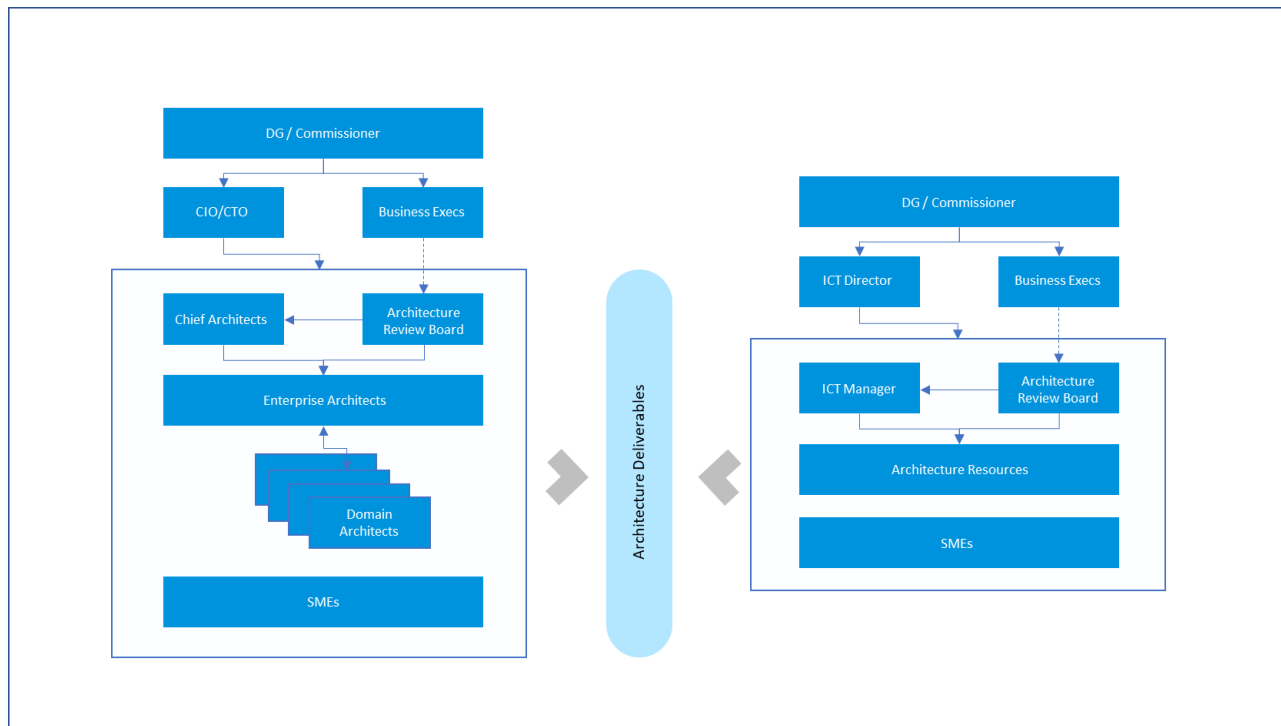 DG / Commissioner
CIO/CTO
Business Execs
Chief Architects
Architecture
Review Board
Enterprise Architects
Domain
Architects
SMEs
Architecture Deliverables
DG / Commissioner
ICT Director
Business Execs
ICT Manager
Architecture
Review Board
Architecture Resources
SMEs